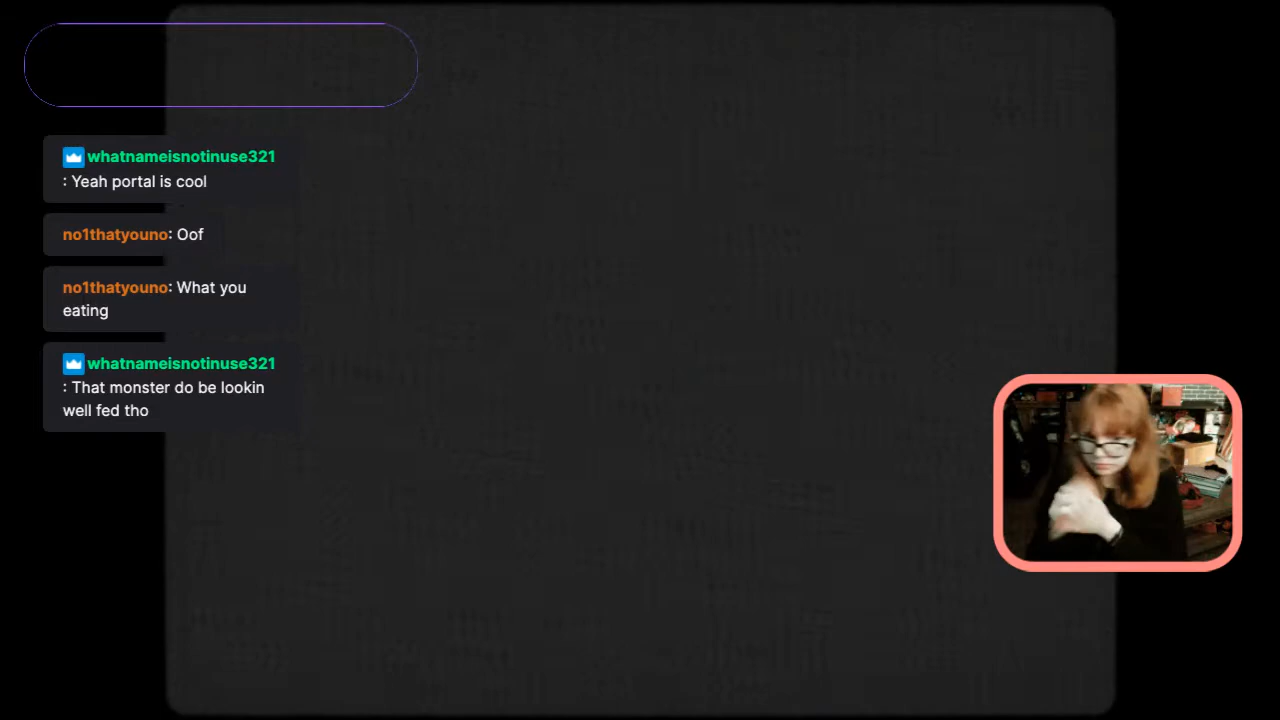 whatnameisnotinuse321
: Yeah portal is cool
no1thatyouno: Oof
no1thatyouno: What you
eating
whatnameisnotinuse321
: That monster do be lookin
well fed tho